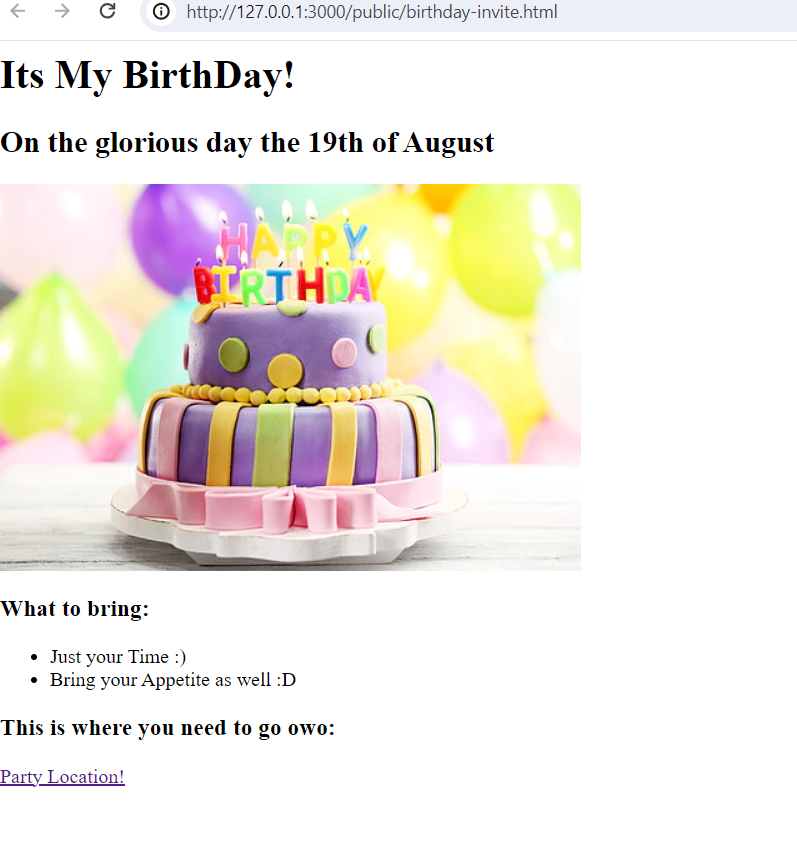 http://127.0.0.1:3000/public/birthday-invite.html
Its My BirthDay!
On the glorious day the 19th of August
HAPPY
BIRTHDAY
What to bring:
Just your Time :)
Bring your Appetite as well :D
This is where you need to go owo:
Party Location!